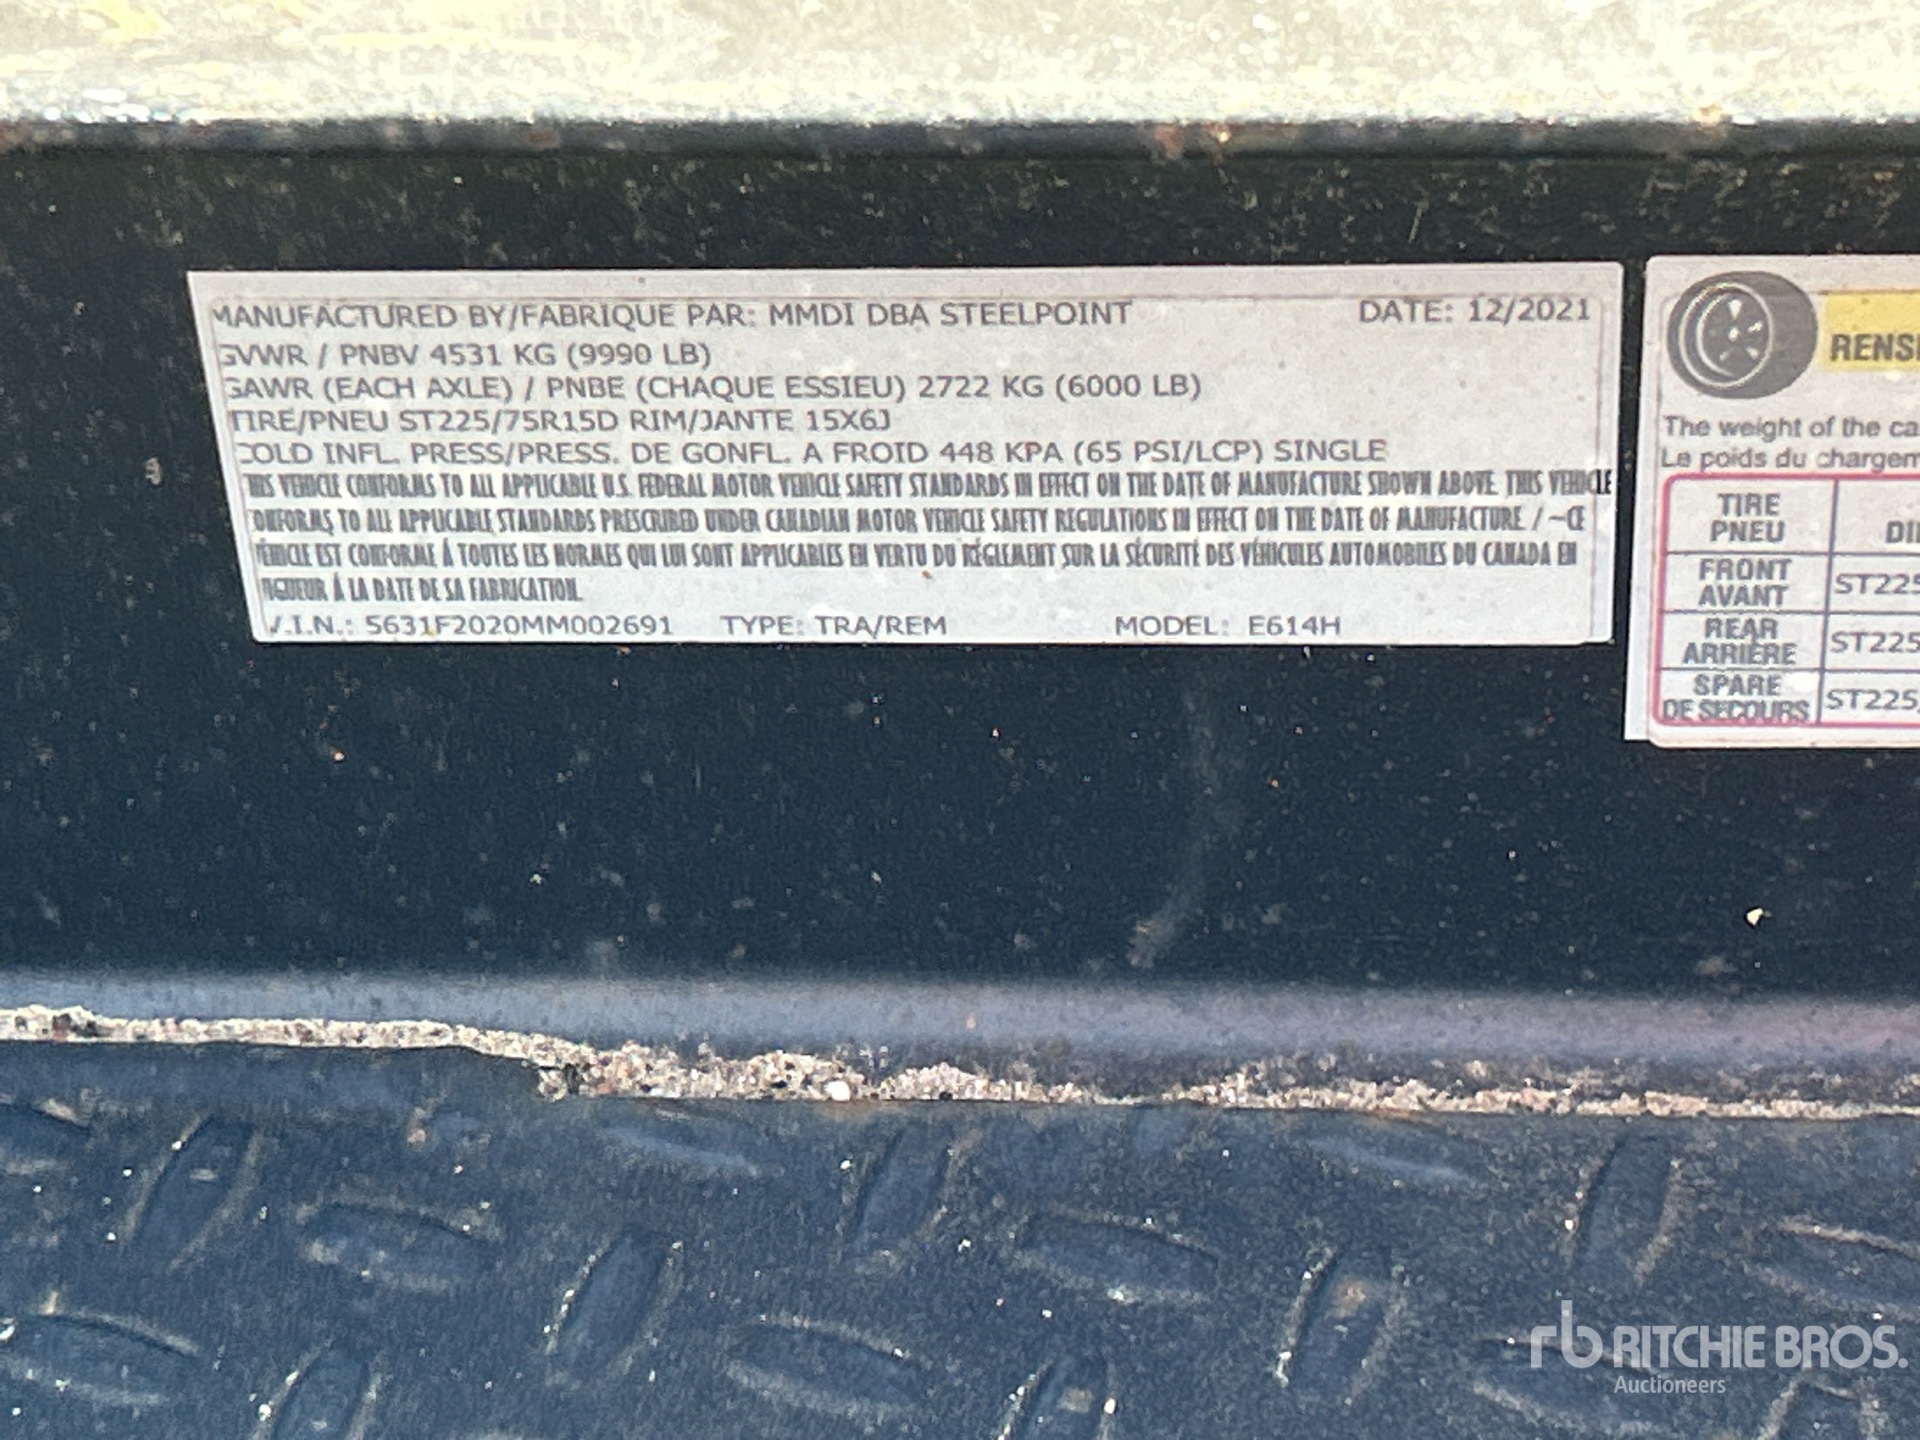 MANUFACTURED BY/FABRIQUE PAR: MMDI DBA STEELPOINT DATE: 12/2021
GVWR / PNBV 4531 KG (9990 LB)
GAWR (EACH AXLE) / PNBE (CHAQUE ESSIEU) 2722 KG (6000 LB)
TIRE/PNEU ST225/75R15D RIM/JANTE 15X6J
COLD INFL. PRESS/PRESS. DE GONFL. A FROID 448 KPA (65 PSI/LCP) SINGLE
THIS VEHICLE CONFORMS TO ALL APPLICABLE U.S. FEDERAL MOTOR VEHICLE SAFETY STANDARDS IN EFFECT ON THE DATE OF MANUFACTURE SHOWN ABOVE. THIS VEHICLE
CONFORMS TO ALL APPLICABLE STANDARDS PRESCRIBED UNDER CANADIAN MOTOR VEHICLE SAFETY REGULATIONS IN EFFECT ON THE DATE OF MANUFACTURE. / -CE
VÉHICLE EST CONFORME À TOUTES LES NORMES QUI LUI SONT APPLICABLES EN VERTU DU RÉGLEMENT SUR LA SÉCURITÉ DES VÉHICULES AUTOMOBILES DU CANADA EN
VIGUEUR À LA DATE DE SA FABRICATION.
V.I.N.: 5631F2020MM002691 TYPE: TRA/REM MODEL: E614H
RENSE
The weight of the ca
Le poids du chargem
TIRE
PNEU DI
FRONT
AVANT ST225
REAR
ARRIÈRE ST225
SPARE
DE SECOURS ST225
rb RITCHIE BROS.
Auctioneers